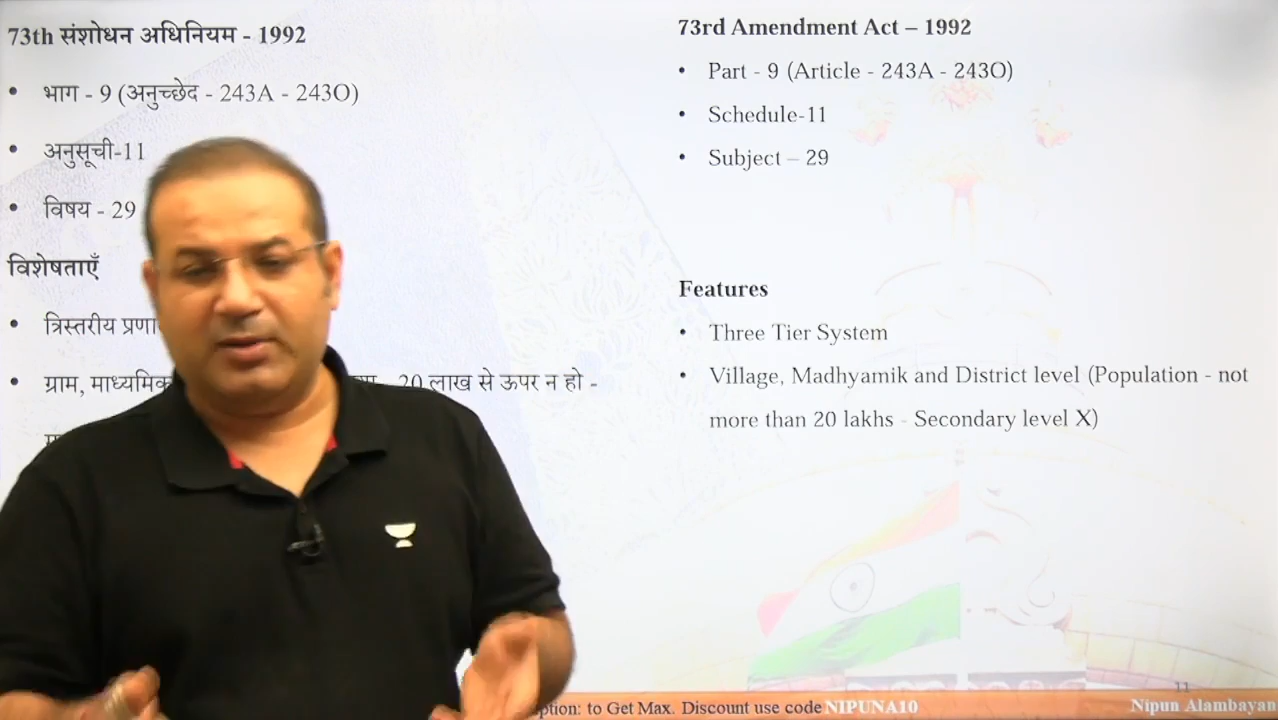 73th संशोधन अधिनियम - 1992
• भाग - 9 (अनुच्छेद - 243A - 243O)
• अनुसूची-11
• विषय - 29
विशेषताएँ
• त्रिस्तरीय
• ग्राम, माध्यमिक 20 लाख से ऊपर न हो -
73rd Amendment Act – 1992
• Part - 9 (Article - 243A - 243O)
• Schedule-11
• Subject – 29
Features
• Three Tier System
• Village, Madhyamik and District level (Population - not
more than 20 lakhs - Secondary level X)
11
to Get Max. Discount use code NIPUNA10
Nipun Alambayan